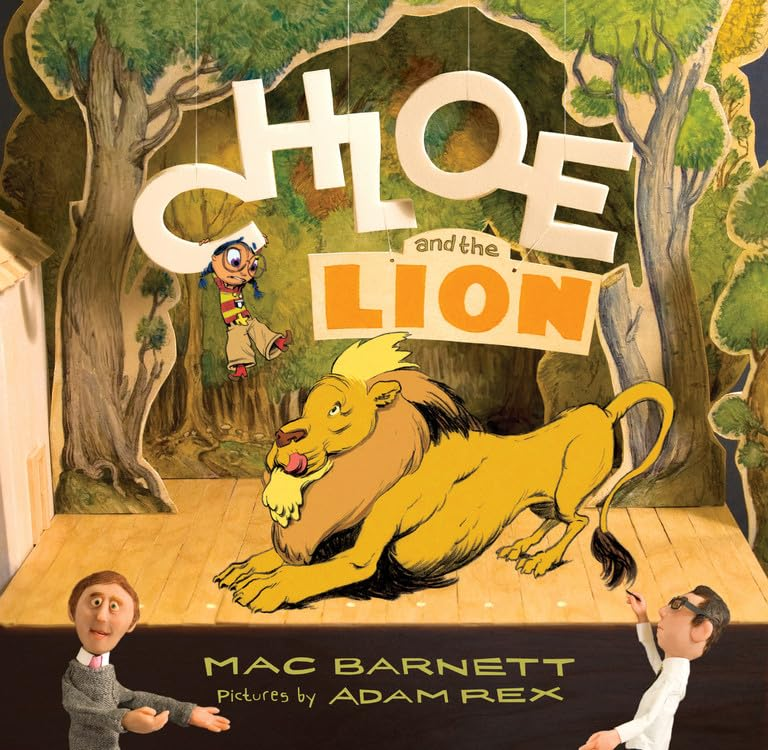 CHLOE
and the
LION
MAC BARNETT
Pictures by ADAM REX